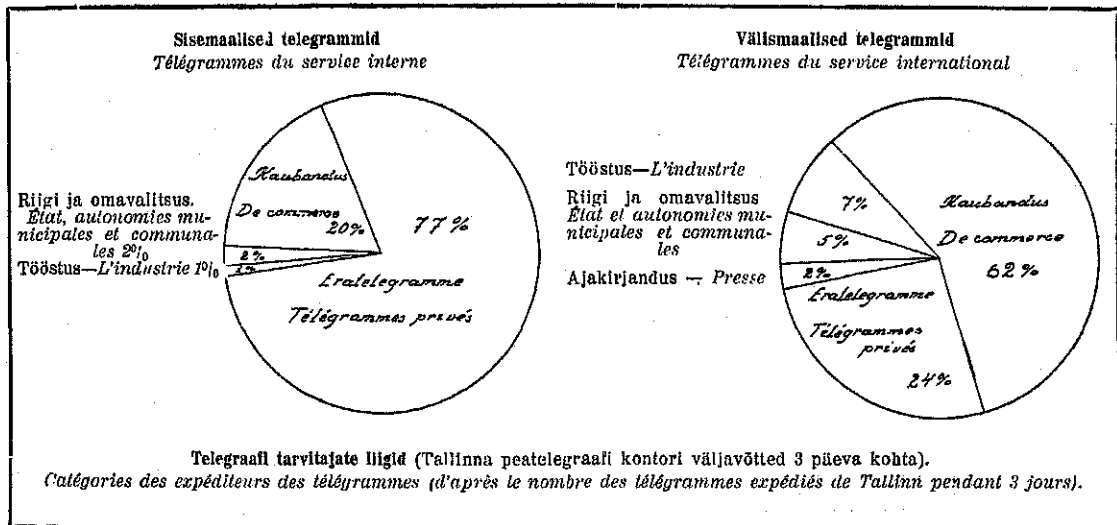 Sisemaalised telegrammid
Télégrammes du service interne
Kaubandus
De commerce
20%
77%
Riigi ja omavalitsus.
État, autonomies mu-
nicipales et communa-
les 2%
Tööstus—L'industrie 1%
2%
1%
Eratelegramme
Télégrammes privés
Välismaalised telegrammid
Télégrammes du service international
Tööstus—L'industrie
Riigi ja omavalitsus
État et autonomies mu-
nicipales et communa-
les
Ajakirjandus — Presse
7%
5%
2%
Kaubandus
De commerce
62%
Eratelegramme
Télégrammes
privés
24%
Telegraafi tarvitajate liigid (Tallinna peatelegraafi kontori väljavõtted 3 päeva kohta).
Catégories des expéditeurs des télégrammes (d'après le nombre des télégrammes expédiés de Tallinn pendant 3 jours).